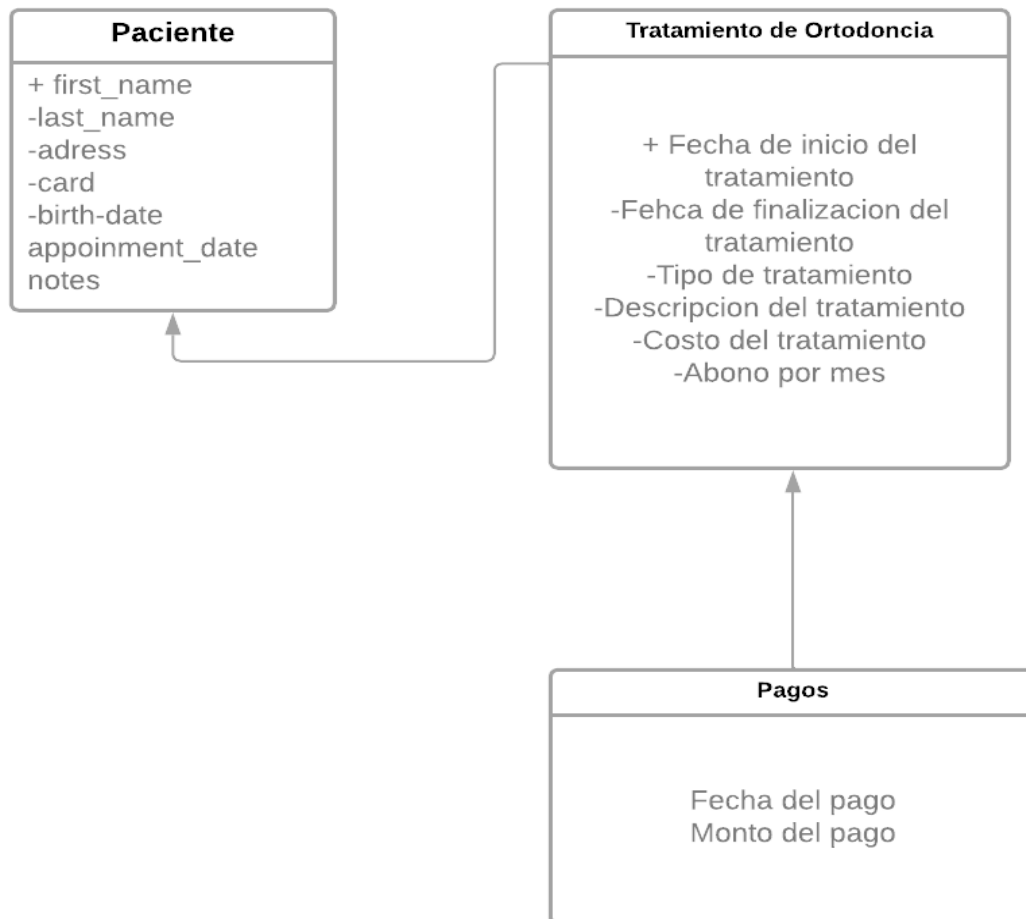 Paciente
+ first_name
-last_name
-adress
-card
-birth-date
appoinment_date
notes
Tratamiento de Ortodoncia
+ Fecha de inicio del
tratamiento
-Fehca de finalizacion del
tratamiento
-Tipo de tratamiento
-Descripcion del tratamiento
-Costo del tratamiento
-Abono por mes
Pagos
Fecha del pago
Monto del pago